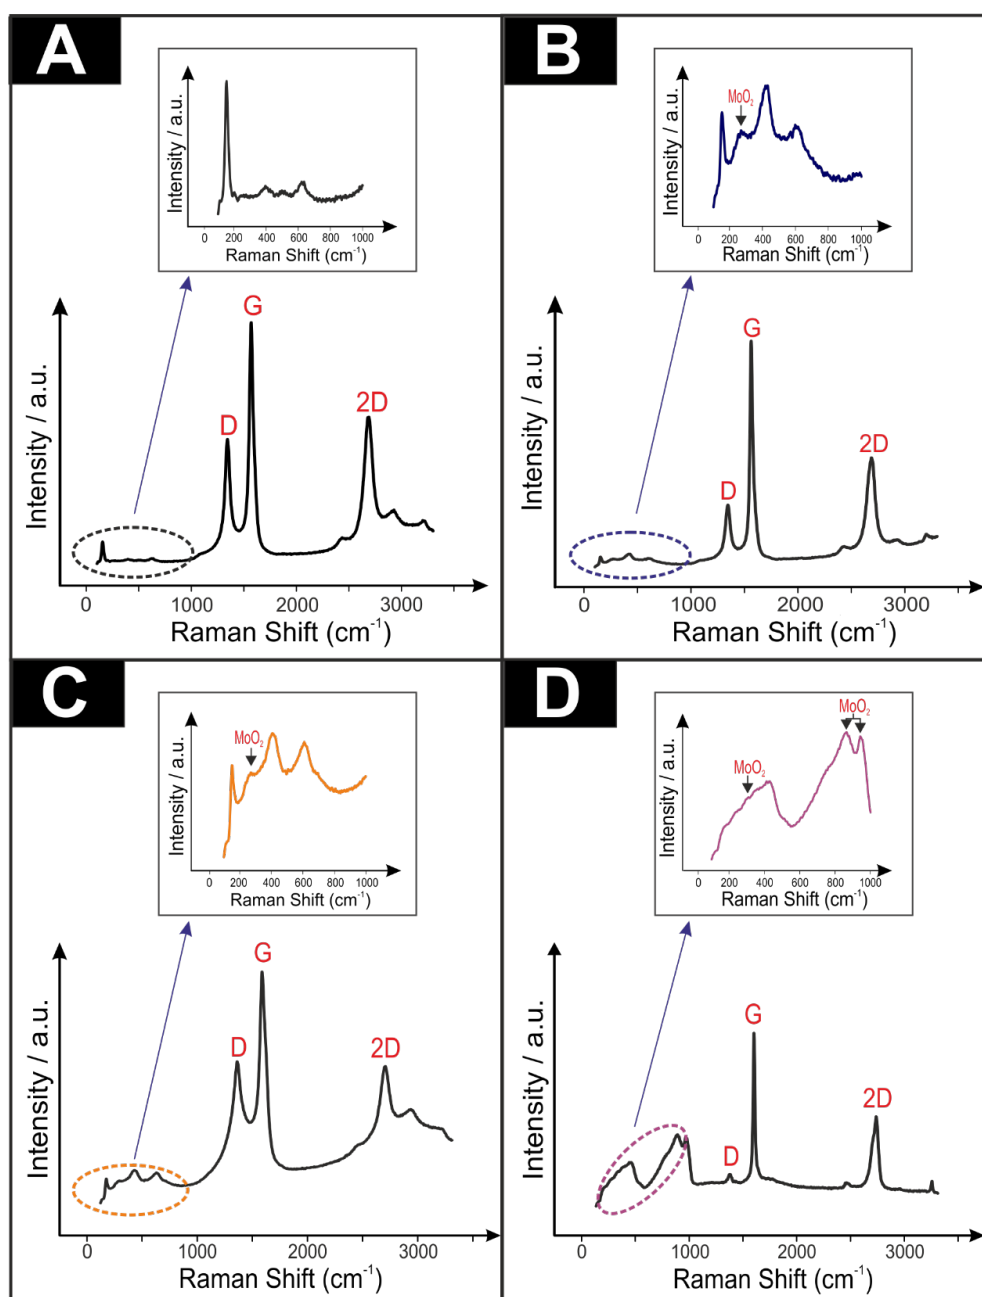 A
Intensity / a.u.
0 200 400 600 800 1000
Raman Shift (cm-1)
Intensity / a.u.
D
G
2D
0 1000 2000 3000
Raman Shift (cm-1)
B
Intensity / a.u.
MoO2
0 200 400 600 800 1000
Raman Shift (cm-1)
Intensity / a.u.
D
G
2D
0 1000 2000 3000
Raman Shift (cm-1)
C
Intensity / a.u.
MoO2
0 200 400 600 800 1000
Raman Shift (cm-1)
Intensity / a.u.
D
G
2D
0 1000 2000 3000
Raman Shift (cm-1)
D
Intensity / a.u.
MoO2
MoO2
0 200 400 600 800 1000
Raman Shift (cm-1)
Intensity / a.u.
D
G
2D
0 1000 2000 3000
Raman Shift (cm-1)